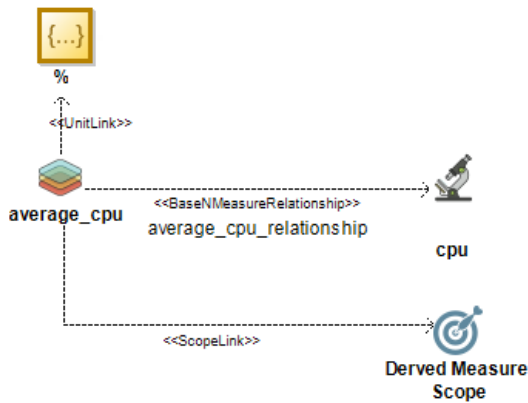 {...}
%
<<UnitLink>>
average_cpu
<<BaseNMeasureRelationship>>
average_cpu_relationship
cpu
<<ScopeLink>>
Derved Measure
Scope